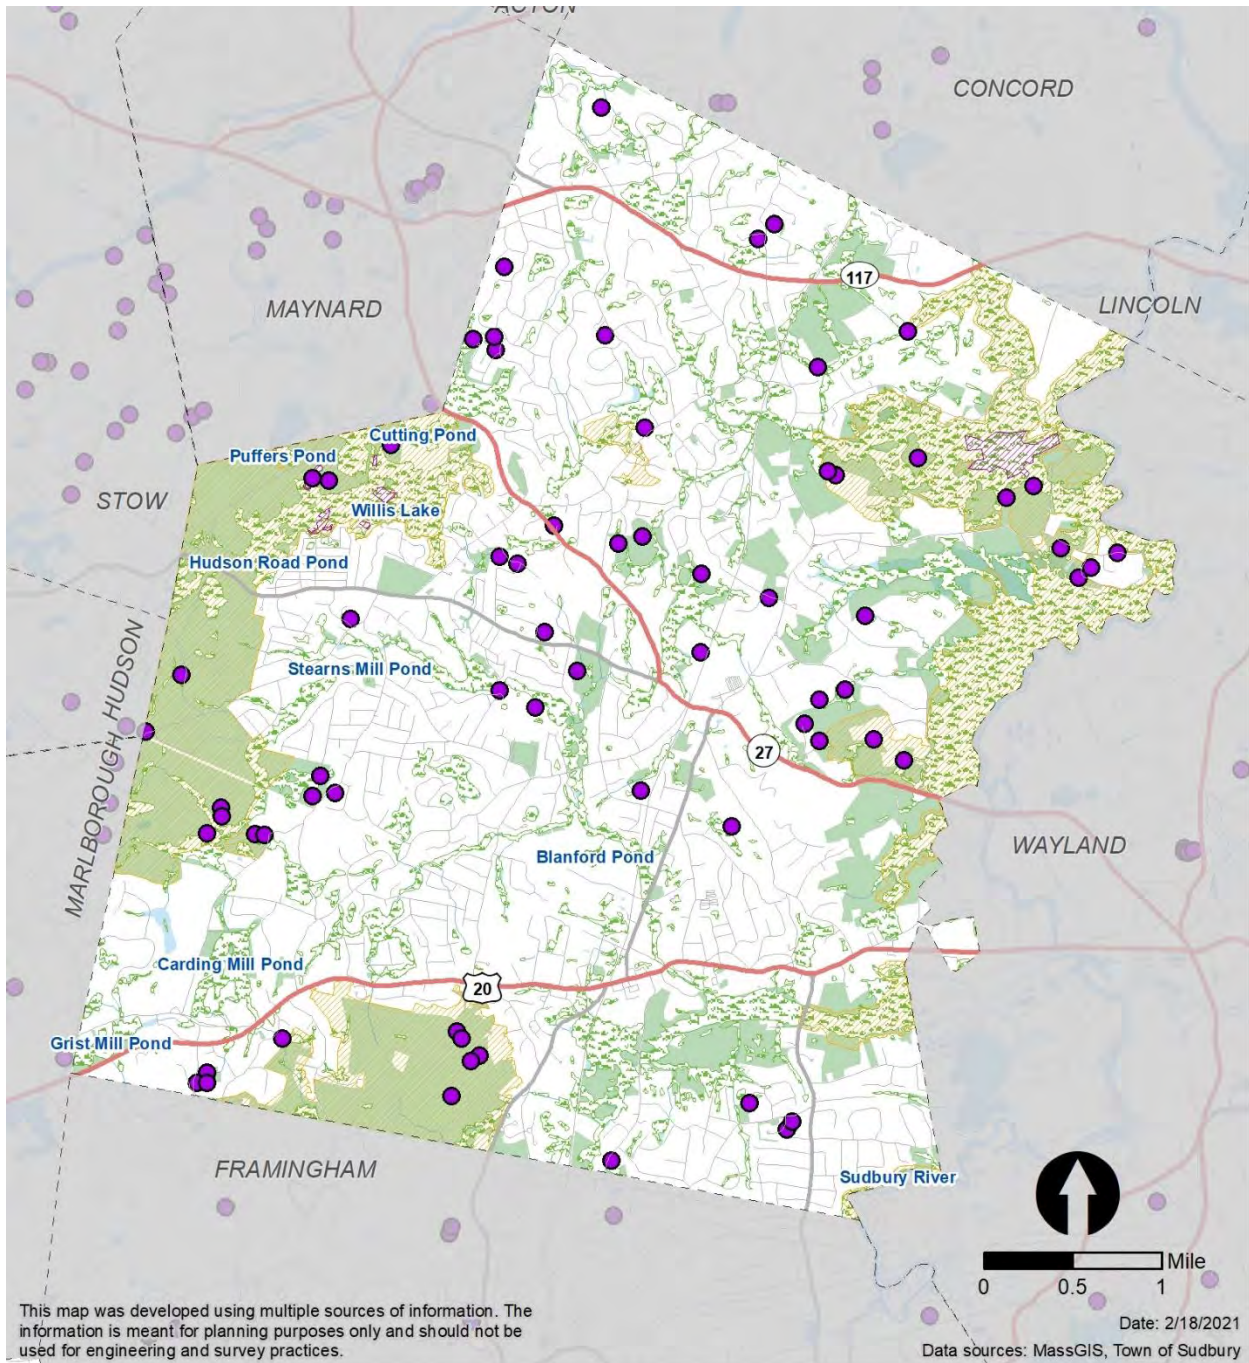 ACTON
CONCORD
117
LINCOLN
MAYNARD
Cutting Pond
Puffers Pond
STOW
Willis Lake
Hudson Road Pond
HUDSON
Stearns Mill Pond
27
MARLBOROUGH
WAYLAND
Blanford Pond
Carding Mill Pond
20
Grist Mill Pond
FRAMINGHAM
Sudbury River
Mile
0 0.5 1
This map was developed using multiple sources of information. The
information is meant for planning purposes only and should not be
used for engineering and survey practices.
Date: 2/18/2021
Data sources: MassGIS, Town of Sudbury